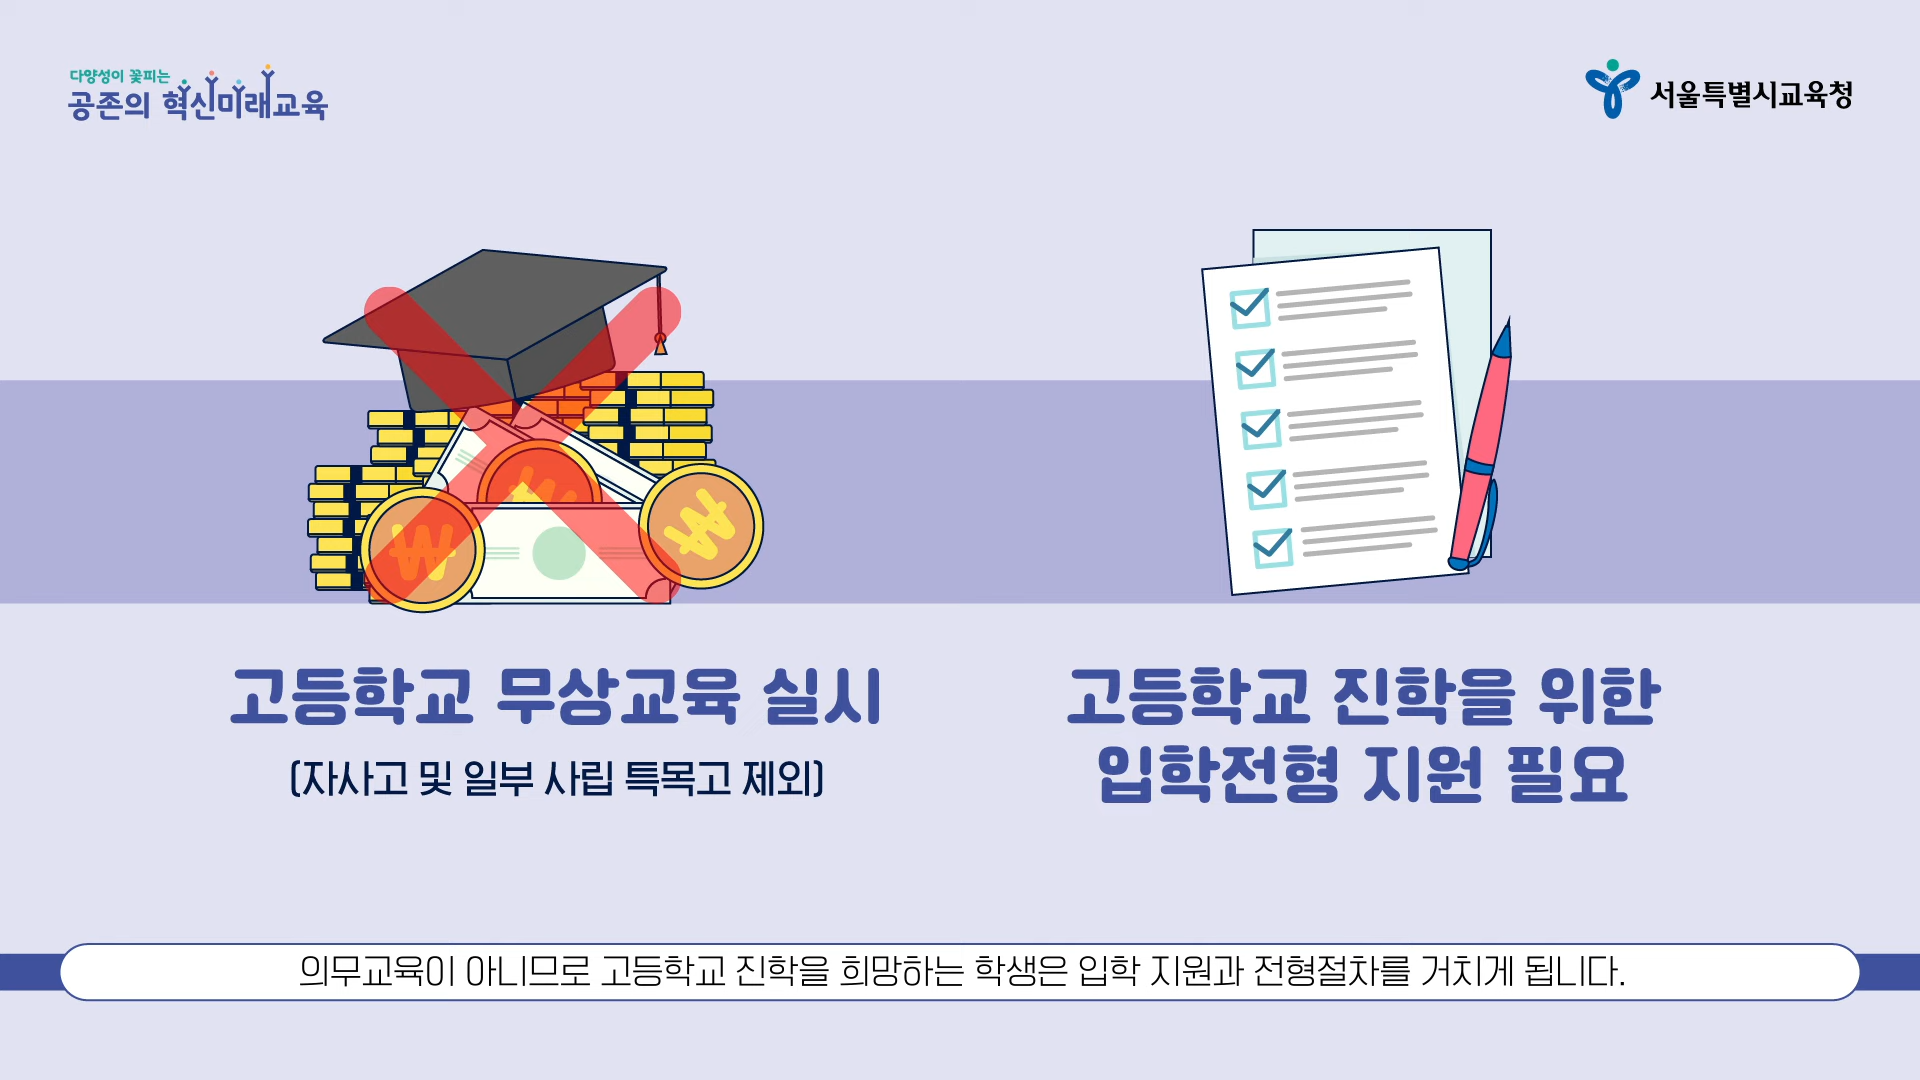 다양성이 꽃피는
공존의 혁신미래교육
서울특별시교육청
고등학교 무상교육 실시
(자사고 및 일부 사립 특목고 제외)
고등학교 진학을 위한
입학전형 지원 필요
의무교육이 아니므로 고등학교 진학을 희망하는 학생은 입학 지원과 전형절차를 거치게 됩니다.